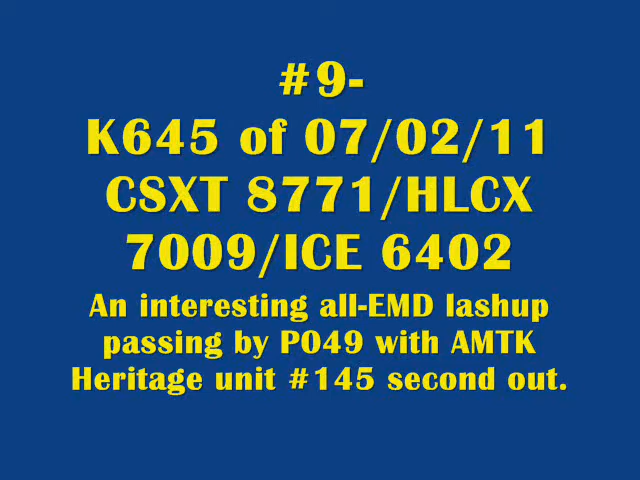 #9-
K645 of 07/02/11
CSXT 8771/HLCX
7009/ICE 6402
An interesting all-EMD lashup
passing by P049 with AMTK
Heritage unit #145 second out.